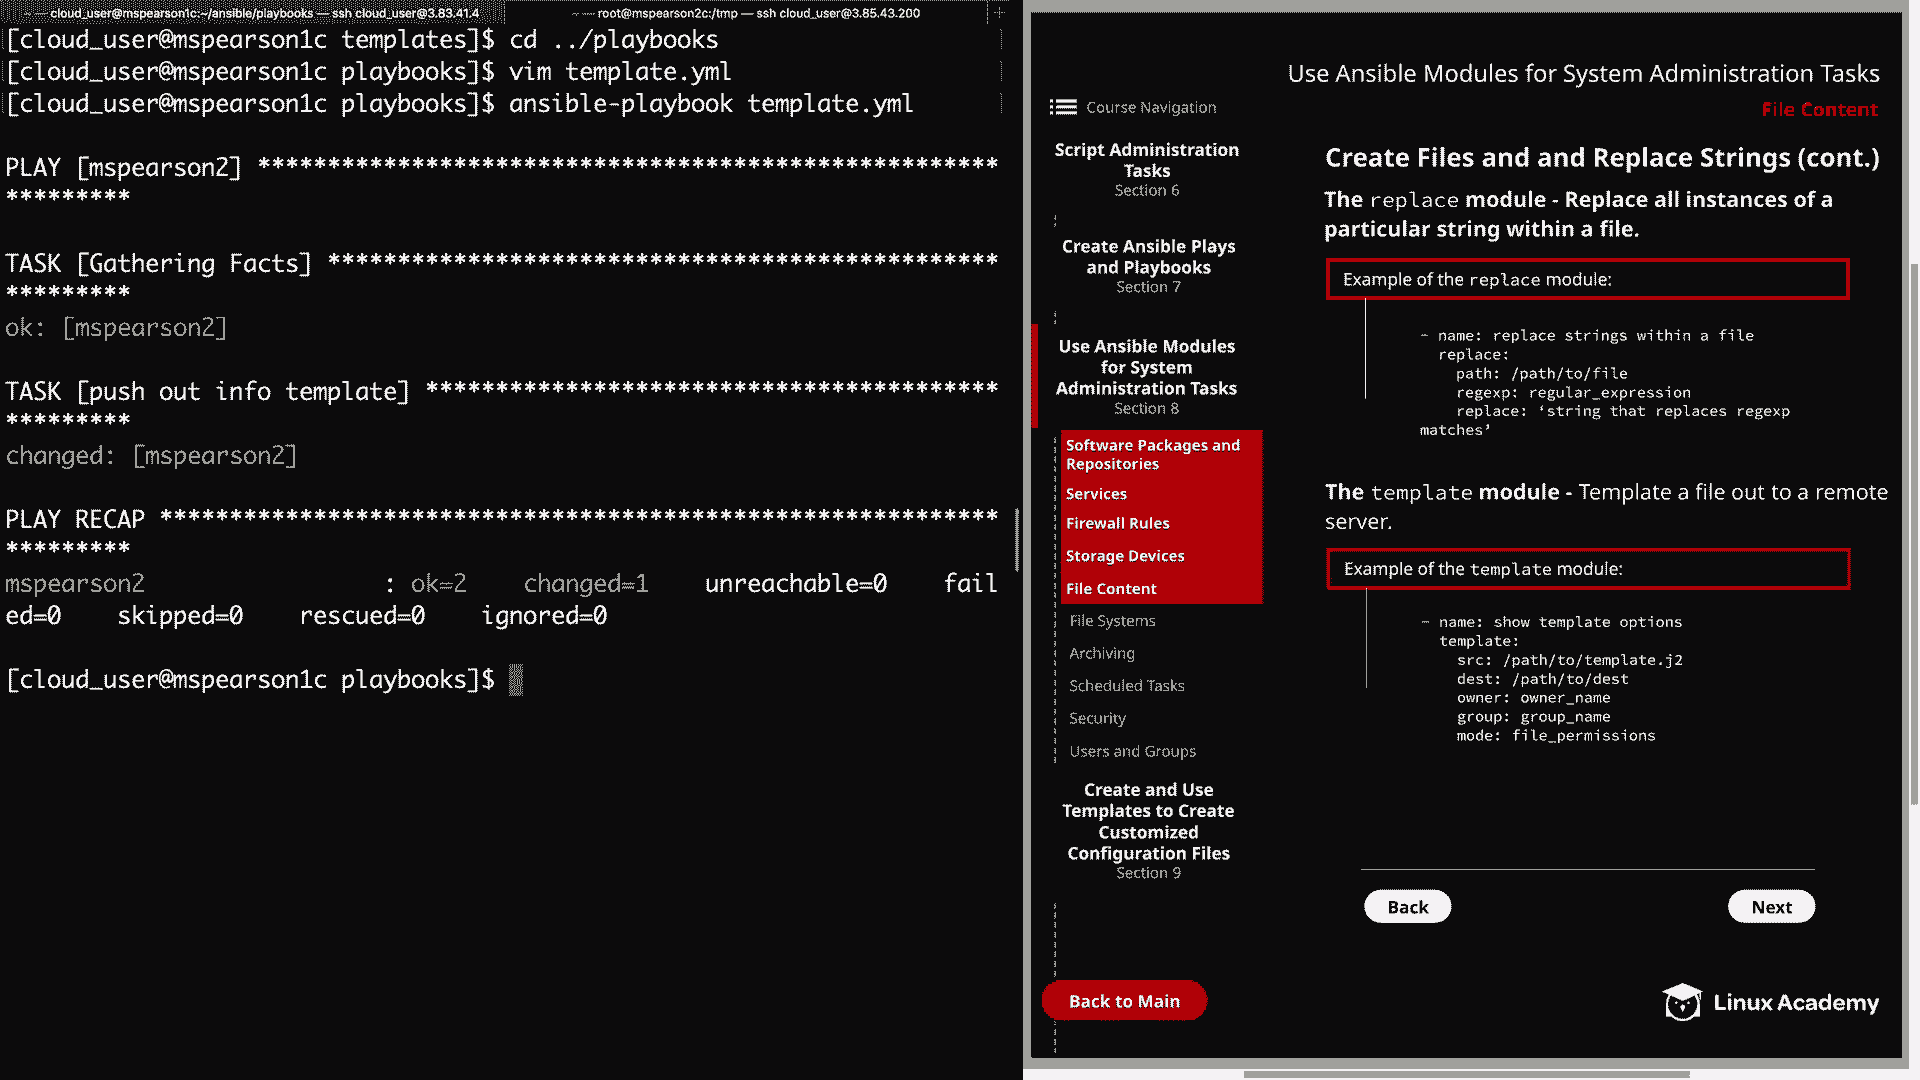 cloud_user@mspearson1c:~/ansible/playbooks — ssh cloud_user@3.83.41.4
~ — root@mspearson2c:/tmp — ssh cloud_user@3.85.43.200
+
[cloud_user@mspearson1c templates]$ cd ../playbooks
[cloud_user@mspearson1c playbooks]$ vim template.yml
[cloud_user@mspearson1c playbooks]$ ansible-playbook template.yml
PLAY [mspearson2] *****************************************************
*********
TASK [Gathering Facts] ************************************************
*********
ok: [mspearson2]
TASK [push out info template] *****************************************
*********
changed: [mspearson2]
PLAY RECAP ************************************************************
*********
mspearson2                 : ok=2    changed=1    unreachable=0    fail
ed=0    skipped=0    rescued=0    ignored=0
[cloud_user@mspearson1c playbooks]$
Use Ansible Modules for System Administration Tasks
File Content
Course Navigation
Script Administration
Tasks
Section 6
Create Ansible Plays
and Playbooks
Section 7
Use Ansible Modules
for System
Administration Tasks
Section 8
Software Packages and
Repositories
Services
Firewall Rules
Storage Devices
File Content
File Systems
Archiving
Scheduled Tasks
Security
Users and Groups
Create and Use
Templates to Create
Customized
Configuration Files
Section 9
Back to Main
Create Files and and Replace Strings (cont.)
The replace module - Replace all instances of a
particular string within a file.
Example of the replace module:
- name: replace strings within a file
replace:
path: /path/to/file
regexp: regular_expression
replace: ‘string that replaces regexp
matches’
The template module - Template a file out to a remote
server.
Example of the template module:
- name: show template options
template:
src: /path/to/template.j2
dest: /path/to/dest
owner: owner_name
group: group_name
mode: file_permissions
Back
Next
Linux Academy